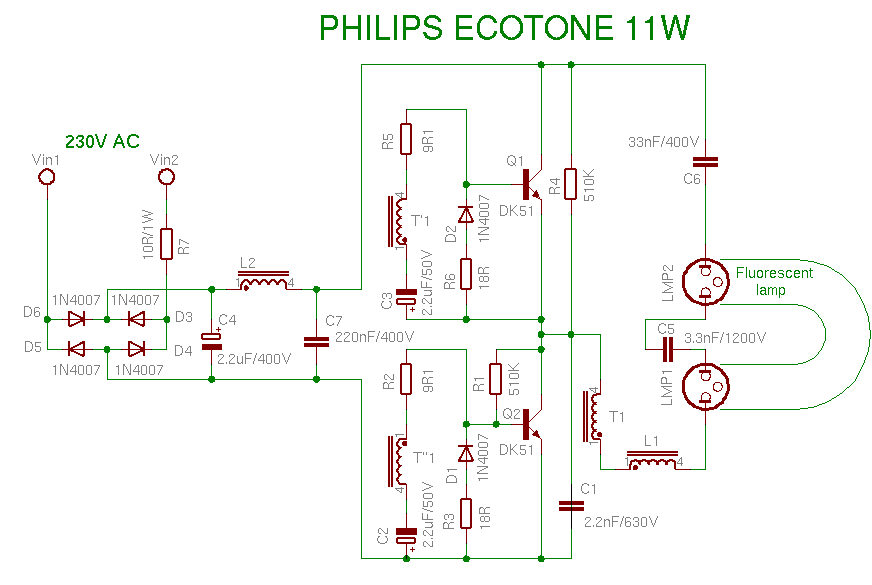 PHILIPS ECOTONE 11W
230V AC
Vin1
Vin2
10R/1W
R7
L2
1
4
D6
1N4007
1N4007
D3
D5
D4
1N4007
1N4007
C4
+
2.2uF/400V
C7
220nF/400V
R5
9R1
4
T'1
1
C3
+
2.2uF/50V
D2
1N4007
R6
18R
Q1
DK51
R4
510K
33nF/400V
C6
LMP2
Fluorescent
lamp
C5
3.3nF/1200V
LMP1
R2
9R1
R1
510K
Q2
DK51
1
T"1
4
D1
1N4007
R3
18R
C2
+
2.2uF/50V
4
T1
1
L1
1
4
C1
2.2nF/630V